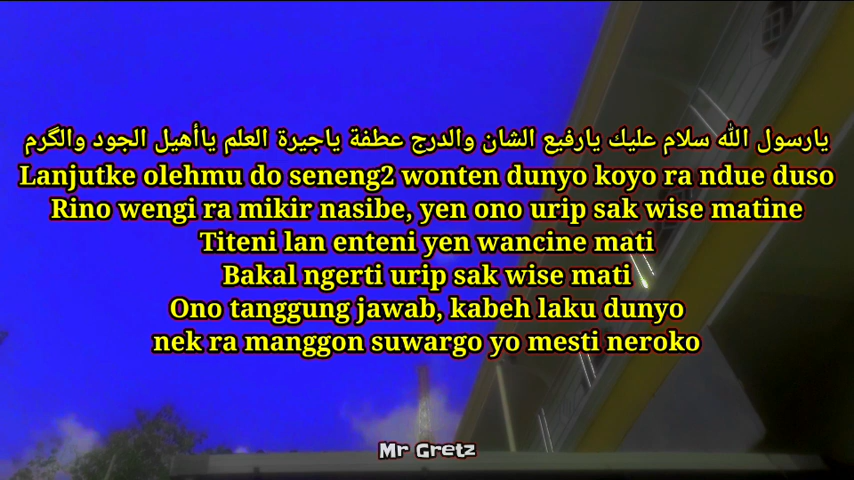 يارسول الله سلام عليك يارفيع الشان والدرج عطفة ياجيرة العلم ياأهيل الجود والگرم
Lanjutke olehmu do seneng2 wonten dunyo koyo ra ndue duso
Rino wengi ra mikir nasibe, yen ono urip sak wise matine
Titeni lan enteni yen wancine mati
Bakal ngerti urip sak wise mati
Ono tanggung jawab, kabeh laku dunyo
nek ra manggon suwargo yo mesti neroko
Mr Gretz